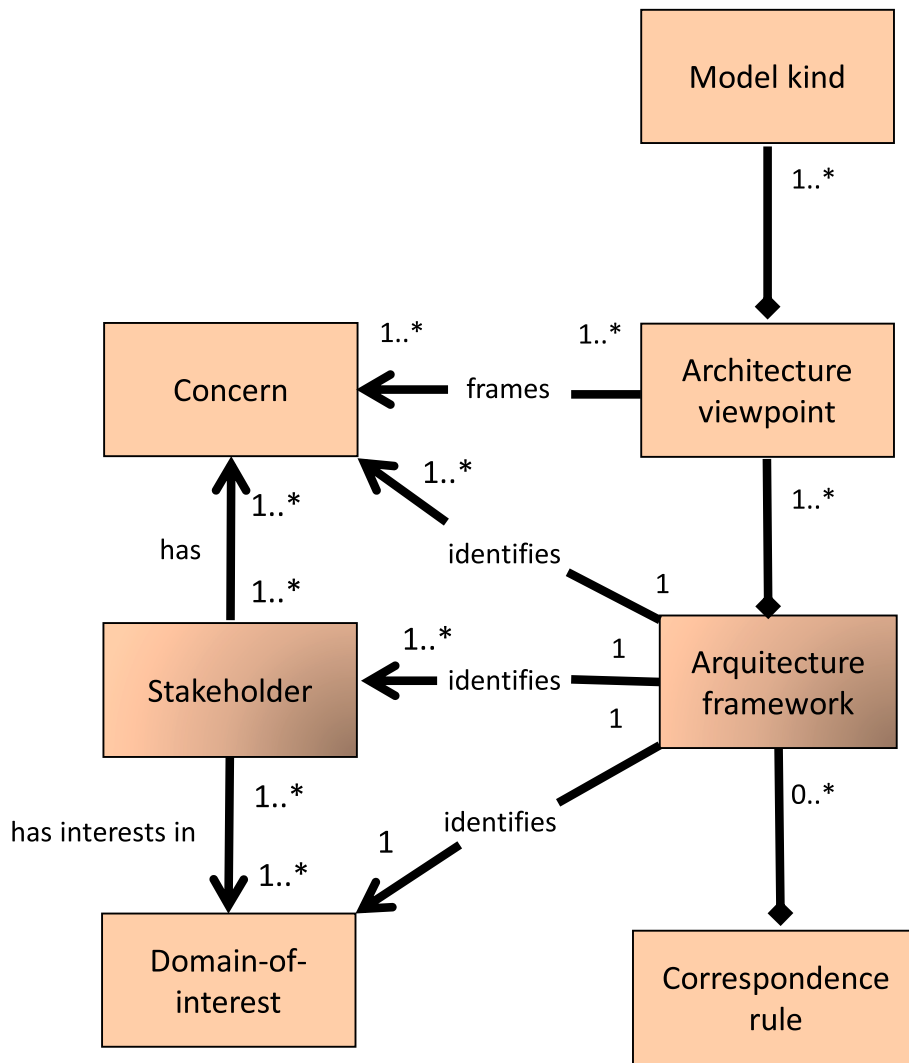 Model kind
1..*
1..*
1..*
Concern
frames
Architecture
viewpoint
1..*
1..*
1..*
has
identifies
1..*
1
1..*
1
Stakeholder
identifies
Arquitecture
framework
1
1..*
0..*
has interests in
identifies
1
1..*
Domain-of-
interest
Correspondence
rule